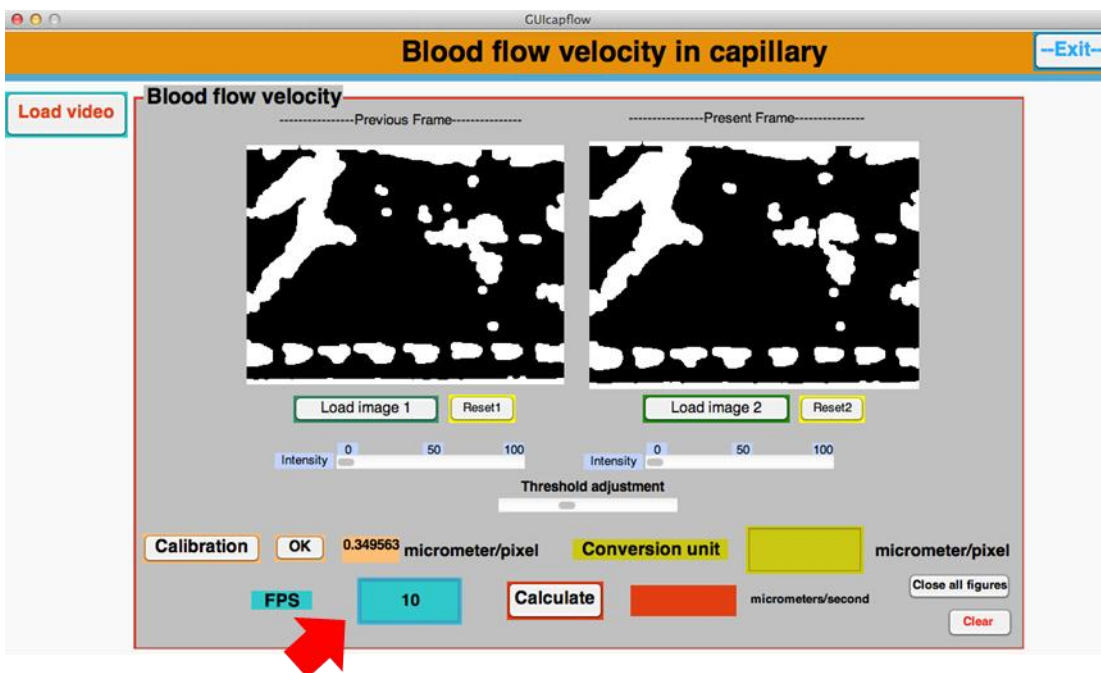 GUIcapflow
Blood flow velocity in capillary
--Exit--
Load video
Blood flow velocity
----------------Previous Frame---------------
----------------Present Frame---------------
Load image 1
Reset1
Load image 2
Reset2
Intensity
0 50 100
Intensity
0 50 100
Threshold adjustment
Calibration
OK
0.349563
micrometer/pixel
Conversion unit
micrometer/pixel
FPS
10
Calculate
micrometers/second
Close all figures
Clear